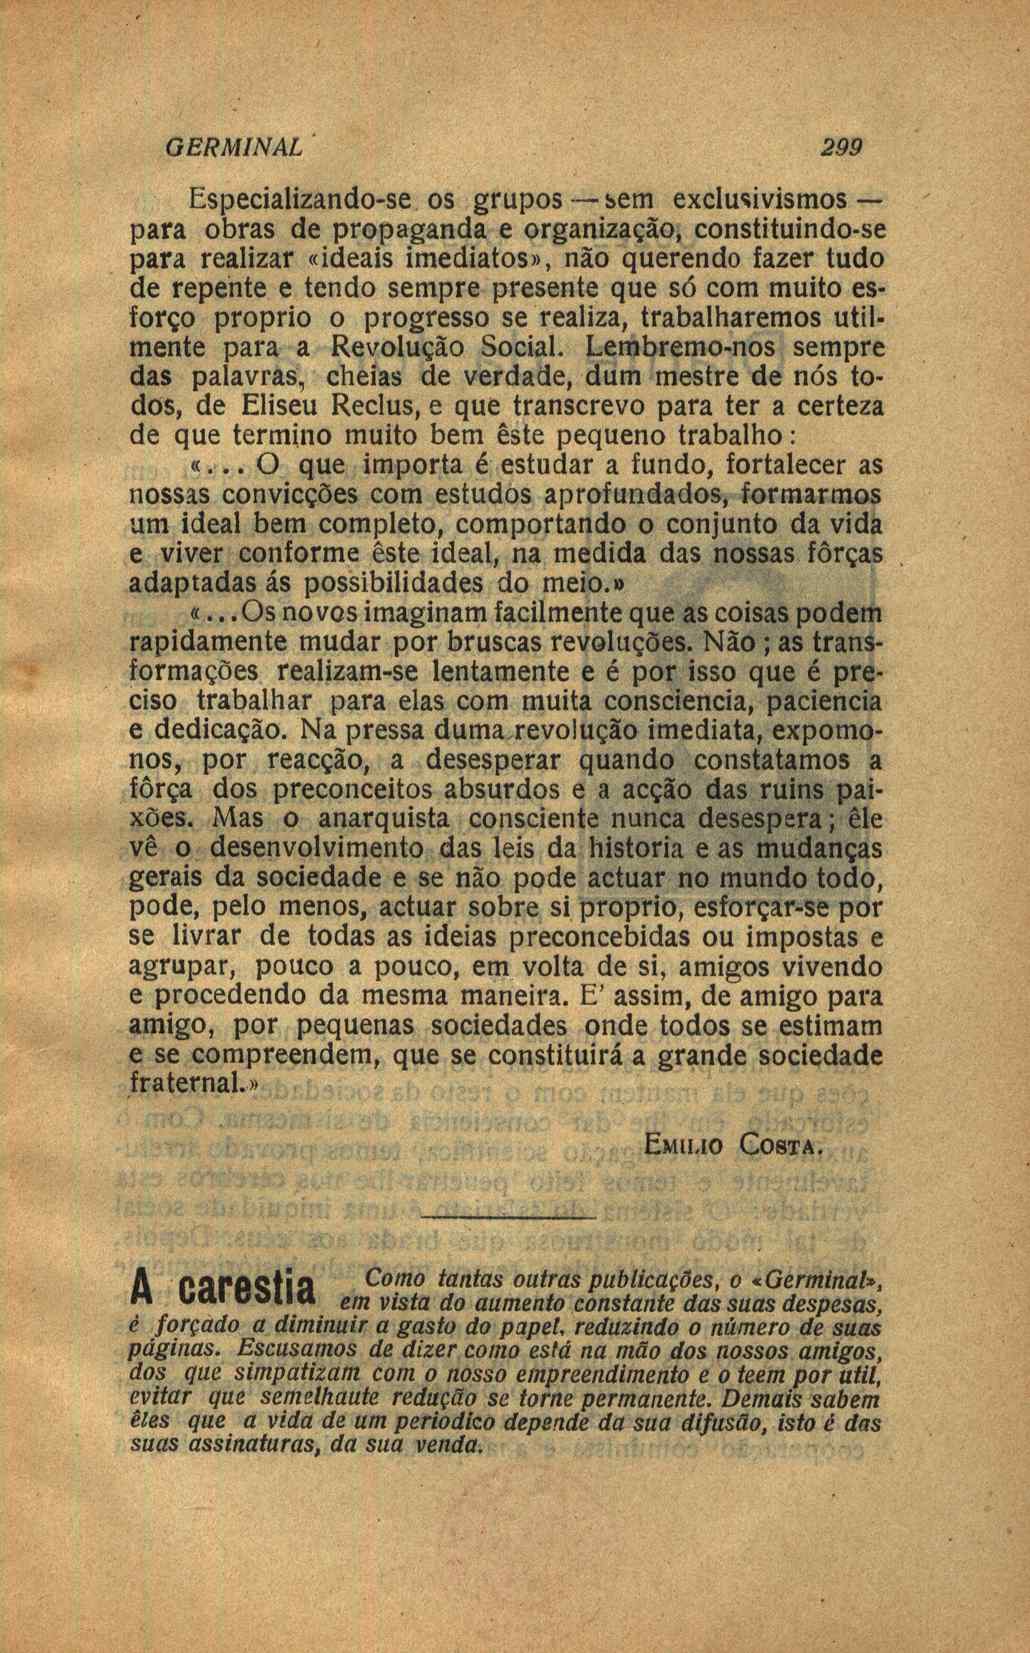 GERMINAL 299
Especializando-se os grupos — sem exclusivismos —
para obras de propaganda e organização, constituindo-se
para realizar «ideais imediatos», não querendo fazer tudo
de repente e tendo sempre presente que só com muito es-
forço proprio o progresso se realiza, trabalharemos util-
mente para a Revolução Social. Lembremo-nos sempre
das palavras, cheias de verdade, dum mestre de nós to-
dos, de Eliseu Reclus, e que transcrevo para ter a certeza
de que termino muito bem êste pequeno trabalho:
«... O que importa é estudar a fundo, fortalecer as
nossas convicções com estudos aprofundados, formarmos
um ideal bem completo, comportando o conjunto da vida
e viver conforme êste ideal, na medida das nossas fôrças
adaptadas ás possibilidades do meio.»
«... Os novos imaginam facilmente que as coisas podem
rapidamente mudar por bruscas revoluções. Não; as trans-
formações realizam-se lentamente e é por isso que é pre-
ciso trabalhar para elas com muita consciencia, paciencia
e dedicação. Na pressa duma revolução imediata, expomo-
nos, por reacção, a desesperar quando constatamos a
fôrça dos preconceitos absurdos e a acção das ruins pai-
xões. Mas o anarquista consciente nunca desespera; êle
vê o desenvolvimento das leis da historia e as mudanças
gerais da sociedade e se não pode actuar no mundo todo,
pode, pelo menos, actuar sobre si proprio, esforçar-se por
se livrar de todas as ideias preconcebidas ou impostas e
agrupar, pouco a pouco, em volta de si, amigos vivendo
e procedendo da mesma maneira. E' assim, de amigo para
amigo, por pequenas sociedades onde todos se estimam
e se compreendem, que se constituirá a grande sociedade
fraternal.»
EMILIO COSTA.
A carestia Como tantas outras publicações, o «Germinal»,
em vista do aumento constante das suas despesas,
é forçado a diminuir a gasto do papel, reduzindo o número de suas
páginas. Escusamos de dizer como está na mão dos nossos amigos,
dos que simpatizam com o nosso empreendimento e o teem por util,
evitar que semelhaute redução se torne permanente. Demais sabem
êles que a vida de um periodico depende da sua difusão, isto é das
suas assinaturas, da sua venda.